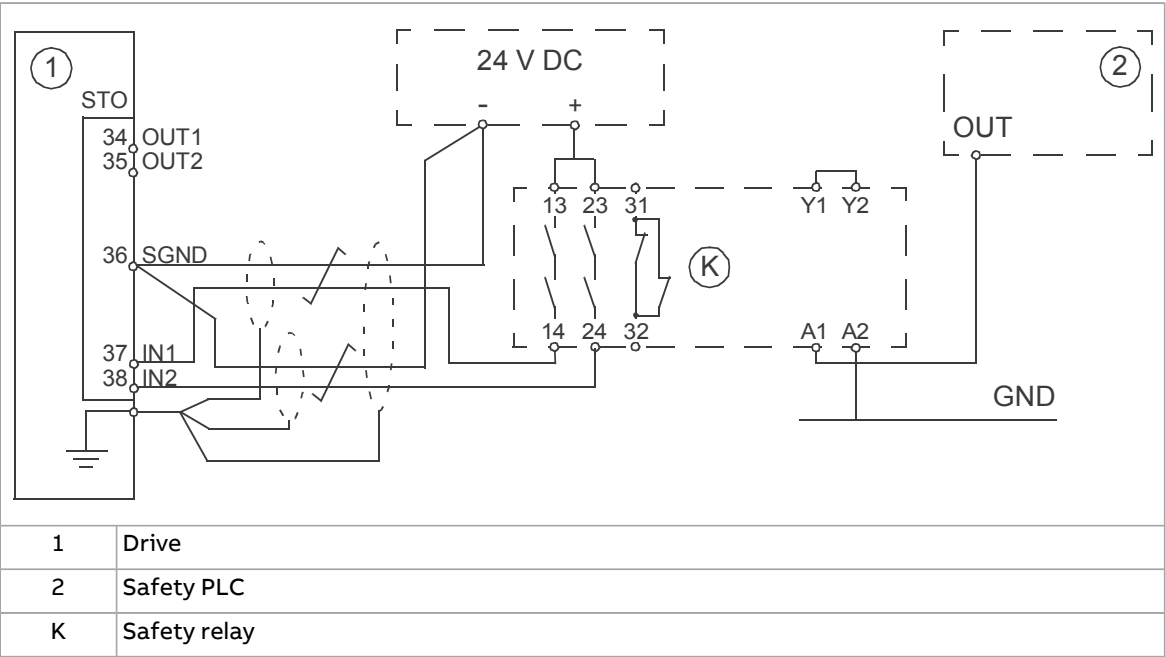 1
24 V DC
2
STO
- +
34 OUT1
OUT
35 OUT2
13 23 31
Y1 Y2
36 SGND
K
14 24 32
A1 A2
37 IN1
38 IN2
GND
1 Drive
2 Safety PLC
K Safety relay